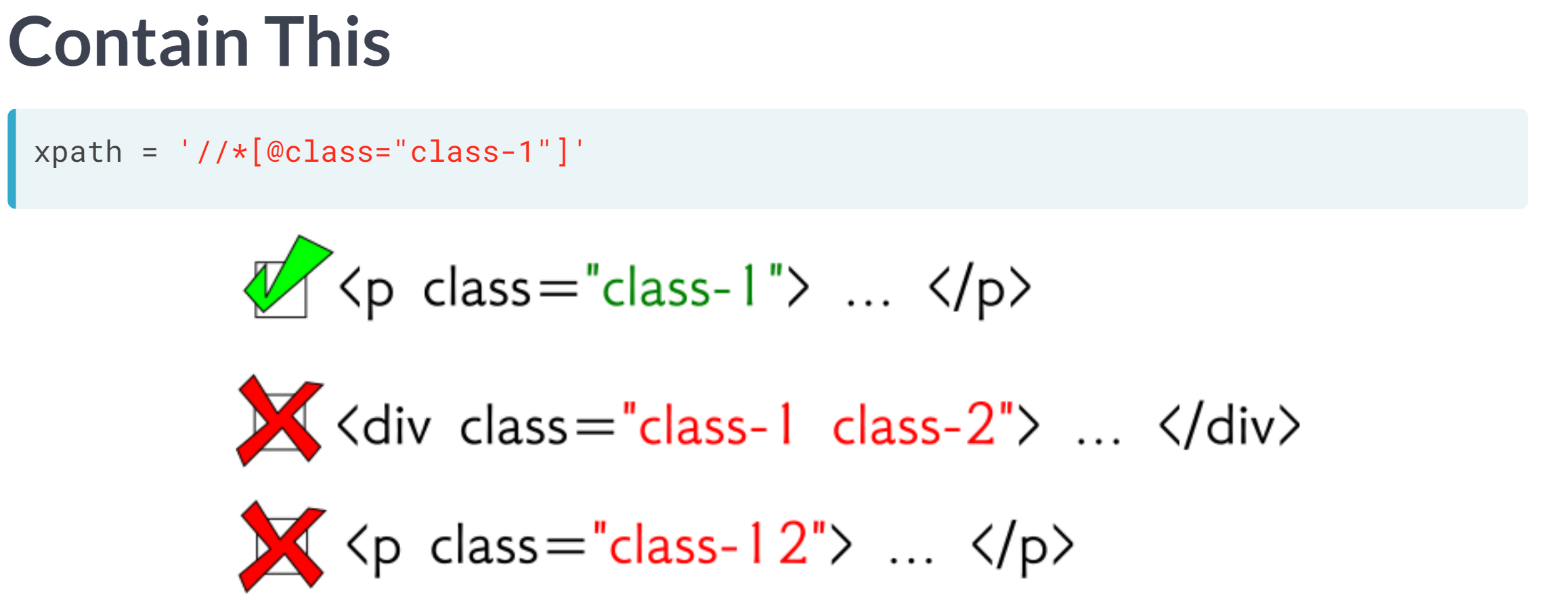 Contain This
xpath = '//*[@class="class-1"]'
<p class="class-1"> ... </p>
<div class="class-1 class-2"> ... </div>
<p class="class-12"> ... </p>